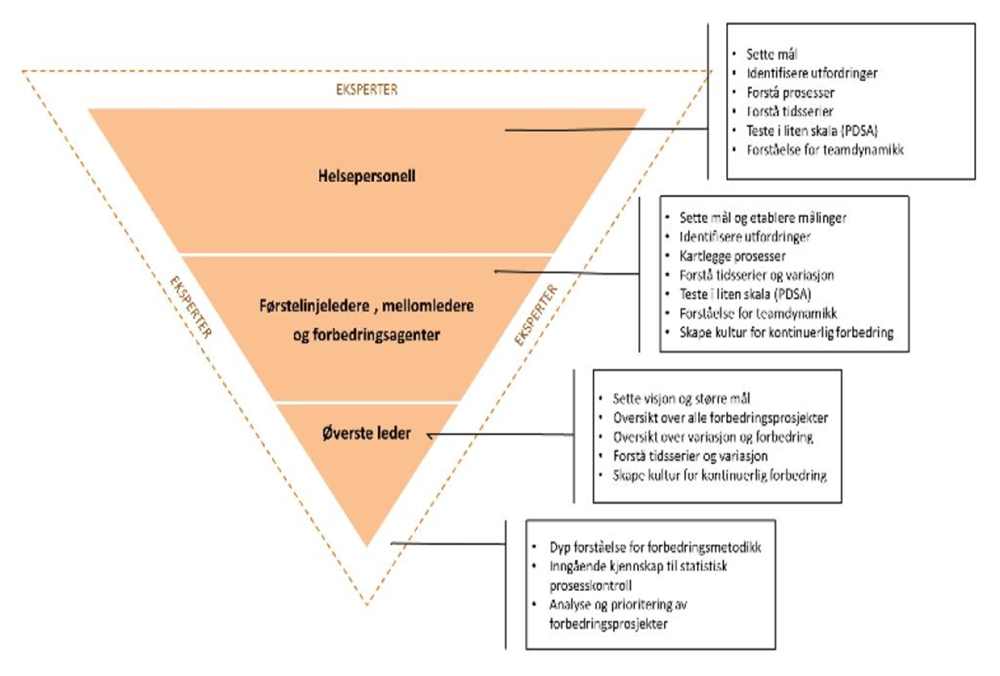 EKSPERTER
Helsepersonell
• Sette mål
• Identifisere utfordringer
• Forstå prosesser
• Forstå tidsserier
• Teste i liten skala (PDSA)
• Forståelse for teamdynamikk
EKSPERTER
EKSPERTER
Førstelinjeledere , mellomledere
og forbedringsagenter
• Sette mål og etablere målinger
• Identifisere utfordringer
• Kartlegge prosesser
• Forstå tidsserier og variasjon
• Teste i liten skala (PDSA)
• Forståelse for teamdynamikk
• Skape kultur for kontinuerlig forbedring
Øverste leder
• Sette visjon og større mål
• Oversikt over alle forbedringsprosjekter
• Oversikt over variasjon og forbedring
• Forstå tidsserier og variasjon
• Skape kultur for kontinuerlig forbedring
• Dyp forståelse for forbedringsmetodikk
• Inngående kjennskap til statistisk
prosesskontroll
• Analyse og prioritering av
forbedringsprosjekter